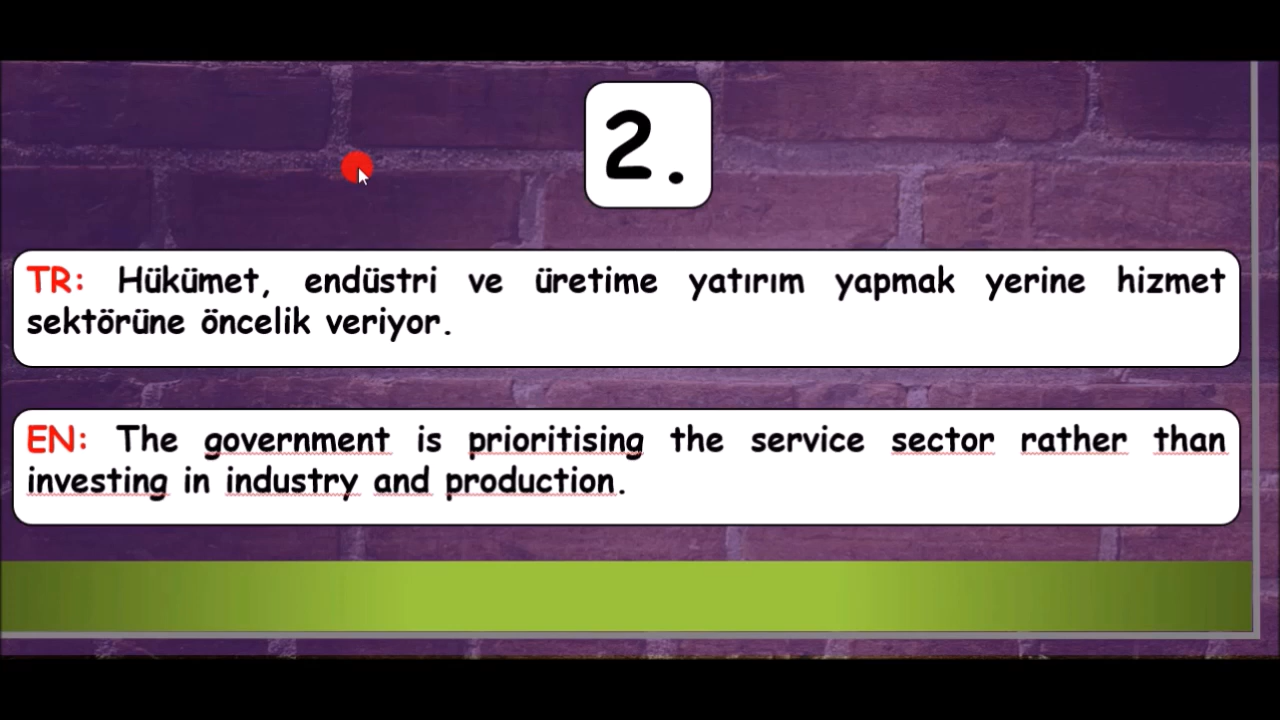 2.
TR: Hükümet, endüstri ve üretime yatırım yapmak yerine hizmet
sektörüne öncelik veriyor.
EN: The government is prioritising the service sector rather than
investing in industry and production.